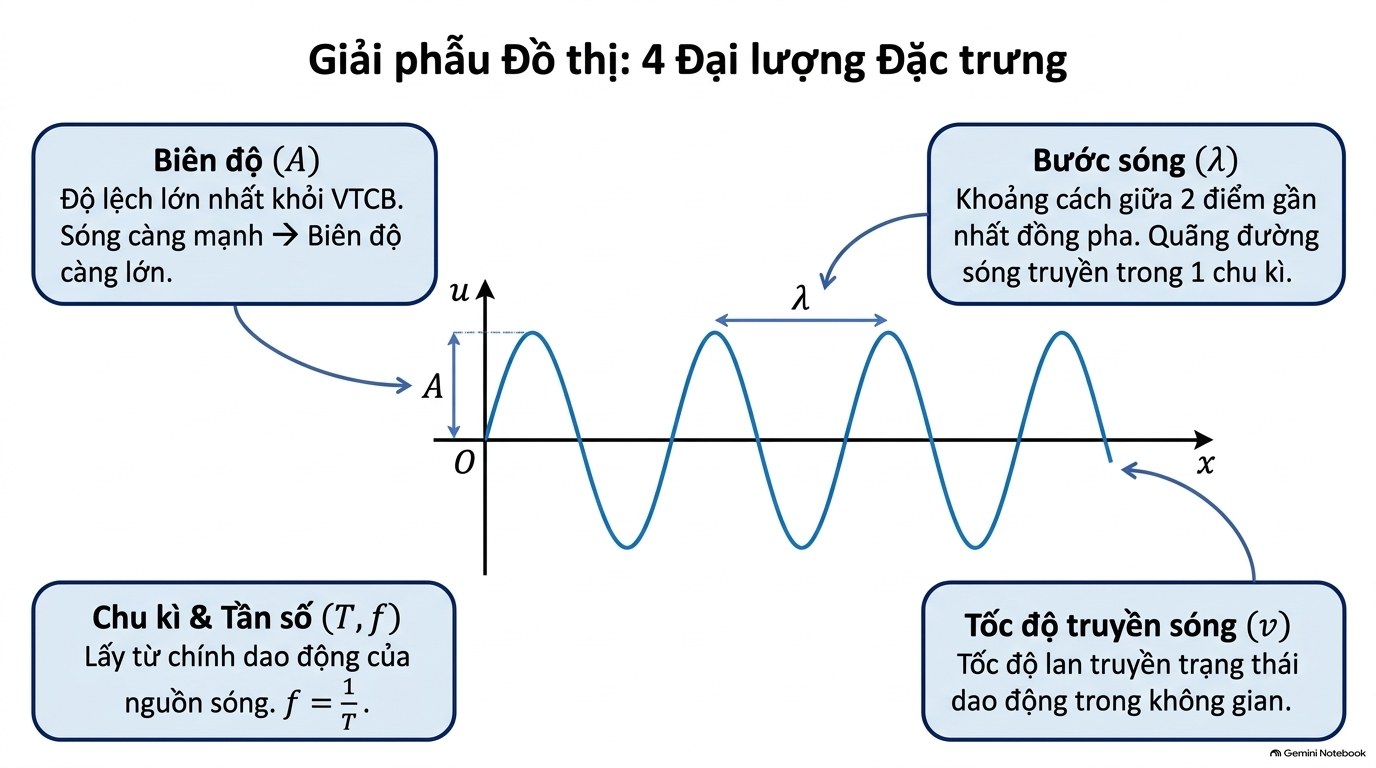 Giải phẫu Đồ thị: 4 Đại lượng Đặc trưng
Biên độ (A)
Độ lệch lớn nhất khỏi VTCB.
Sóng càng mạnh → Biên độ
càng lớn.
Bước sóng (λ)
Khoảng cách giữa 2 điểm gần
nhất đồng pha. Quãng đường
sóng truyền trong 1 chu kì.
u
λ
A
O
x
Chu kì & Tần số (T, f)
Lấy từ chính dao động của
nguồn sóng. f = 1/T.
Tốc độ truyền sóng (v)
Tốc độ lan truyền trạng thái
dao động trong không gian.
Gemini Notebook